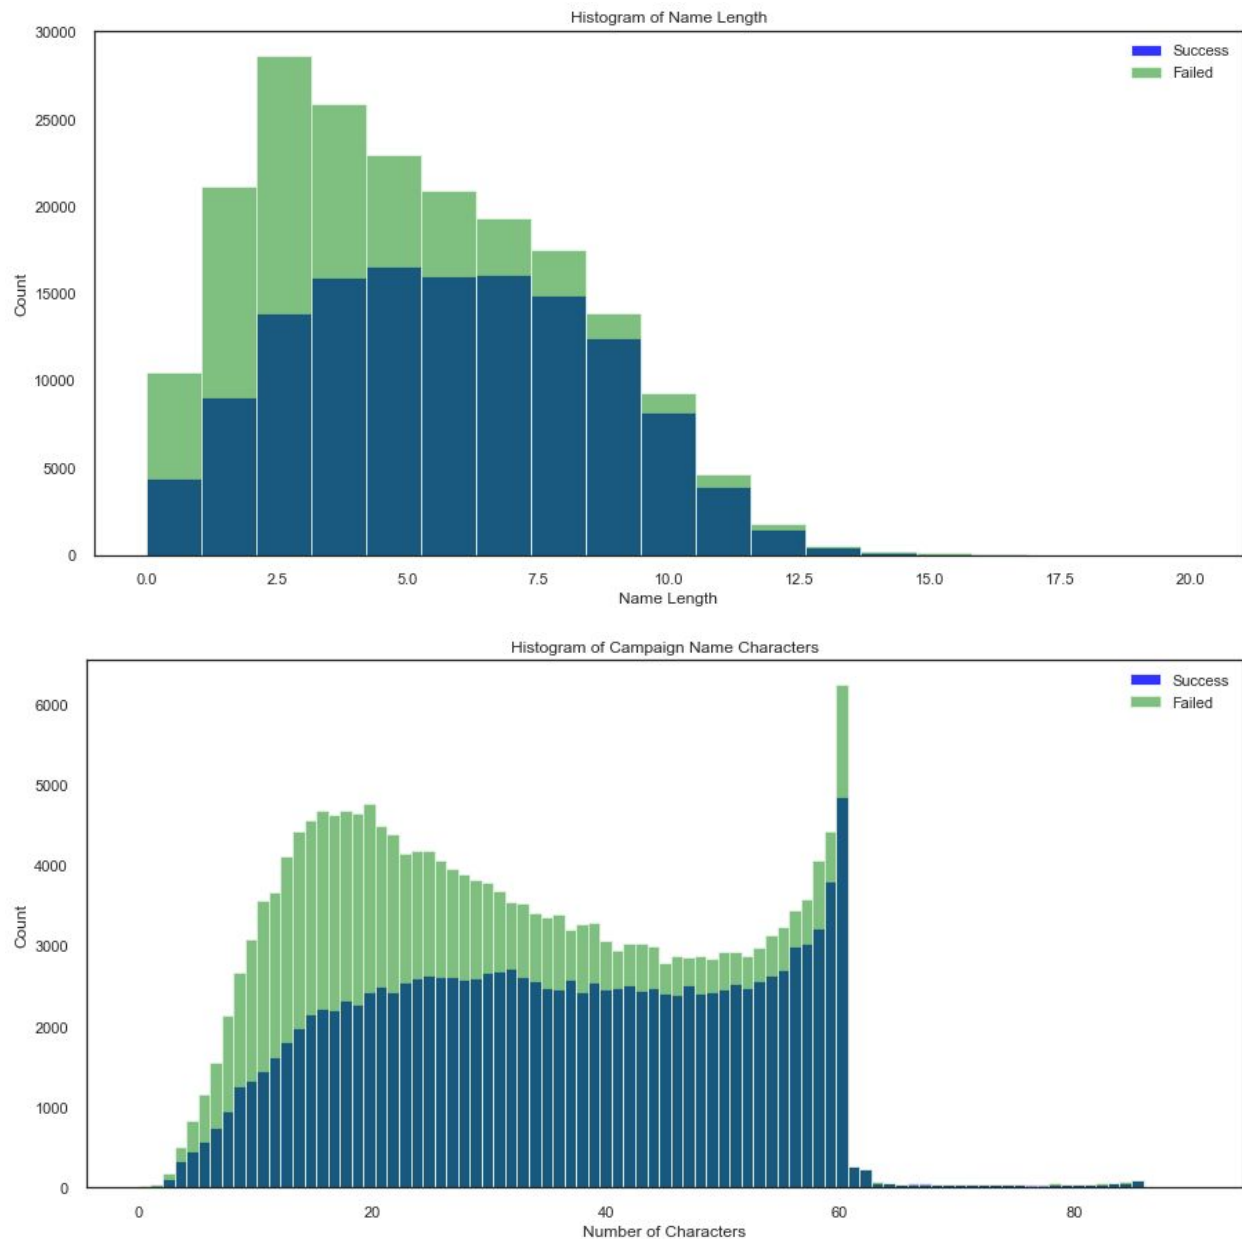 Histogram of Name Length
30000
25000
20000
15000
10000
5000
0
Count
Success
Failed
0.0 2.5 5.0 7.5 10.0 12.5 15.0 17.5 20.0
Name Length
Histogram of Campaign Name Characters
6000
5000
4000
3000
2000
1000
0
Count
Success
Failed
0 20 40 60 80
Number of Characters